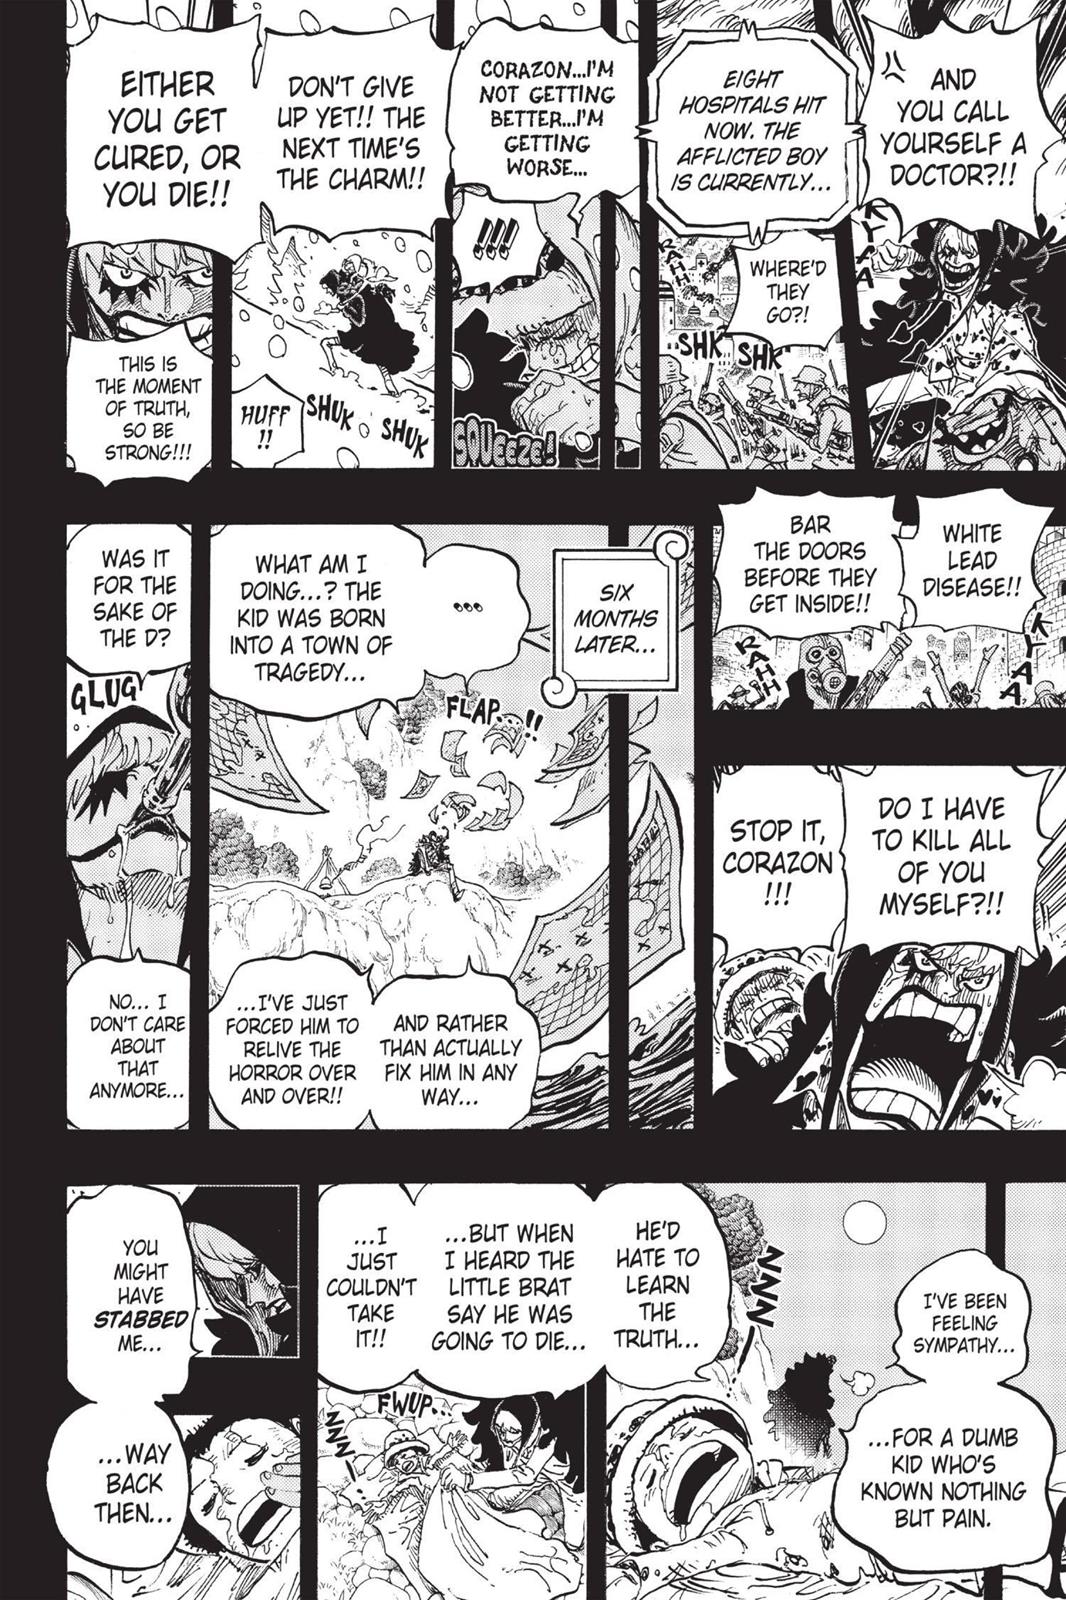 AND
YOU CALL
YOURSELF A
DOCTOR?!!
KYAA
EIGHT
HOSPITALS HIT
NOW. THE
AFFLICTED BOY
IS CURRENTLY...
WHERE'D
THEY
GO?!
RAHH
SHK
SHK
CORAZON...I'M
NOT GETTING
BETTER...I'M
GETTING
WORSE...
!!!!
SQUEEZE!
DON'T GIVE
UP YET!! THE
NEXT TIME'S
THE CHARM!!
HUFF
!!
SHUK
SHUK
EITHER
YOU GET
CURED, OR
YOU DIE!!
THIS IS
THE MOMENT
OF TRUTH,
SO BE
STRONG!!!
WHITE
LEAD
DISEASE!!
BAR
THE DOORS
BEFORE THEY
GET INSIDE!!
KYAA
RAHH
DO I HAVE
TO KILL ALL
OF YOU
MYSELF?!!
STOP IT,
CORAZON
!!!
SIX
MONTHS
LATER...
...
WHAT AM I
DOING...? THE
KID WAS BORN
INTO A TOWN OF
TRAGEDY...
FLAP...!!
AND RATHER
THAN ACTUALLY
FIX HIM IN ANY
WAY...
...I'VE JUST
FORCED HIM TO
RELIVE THE
HORROR OVER
AND OVER!!
WAS IT
FOR THE
SAKE OF
THE D?
GLUG
NO... I
DON'T CARE
ABOUT
THAT
ANYMORE...
I'VE BEEN
FEELING
SYMPATHY...
...FOR A DUMB
KID WHO'S
KNOWN NOTHING
BUT PAIN.
NNN...
HE'D
HATE TO
LEARN
THE
TRUTH...
...BUT WHEN
I HEARD THE
LITTLE BRAT
SAY HE WAS
GOING TO DIE...
...I
JUST
COULDN'T
TAKE
IT!!
FWUP...
NNN...
YOU
MIGHT
HAVE
STABBED
ME...
...WAY
BACK
THEN...